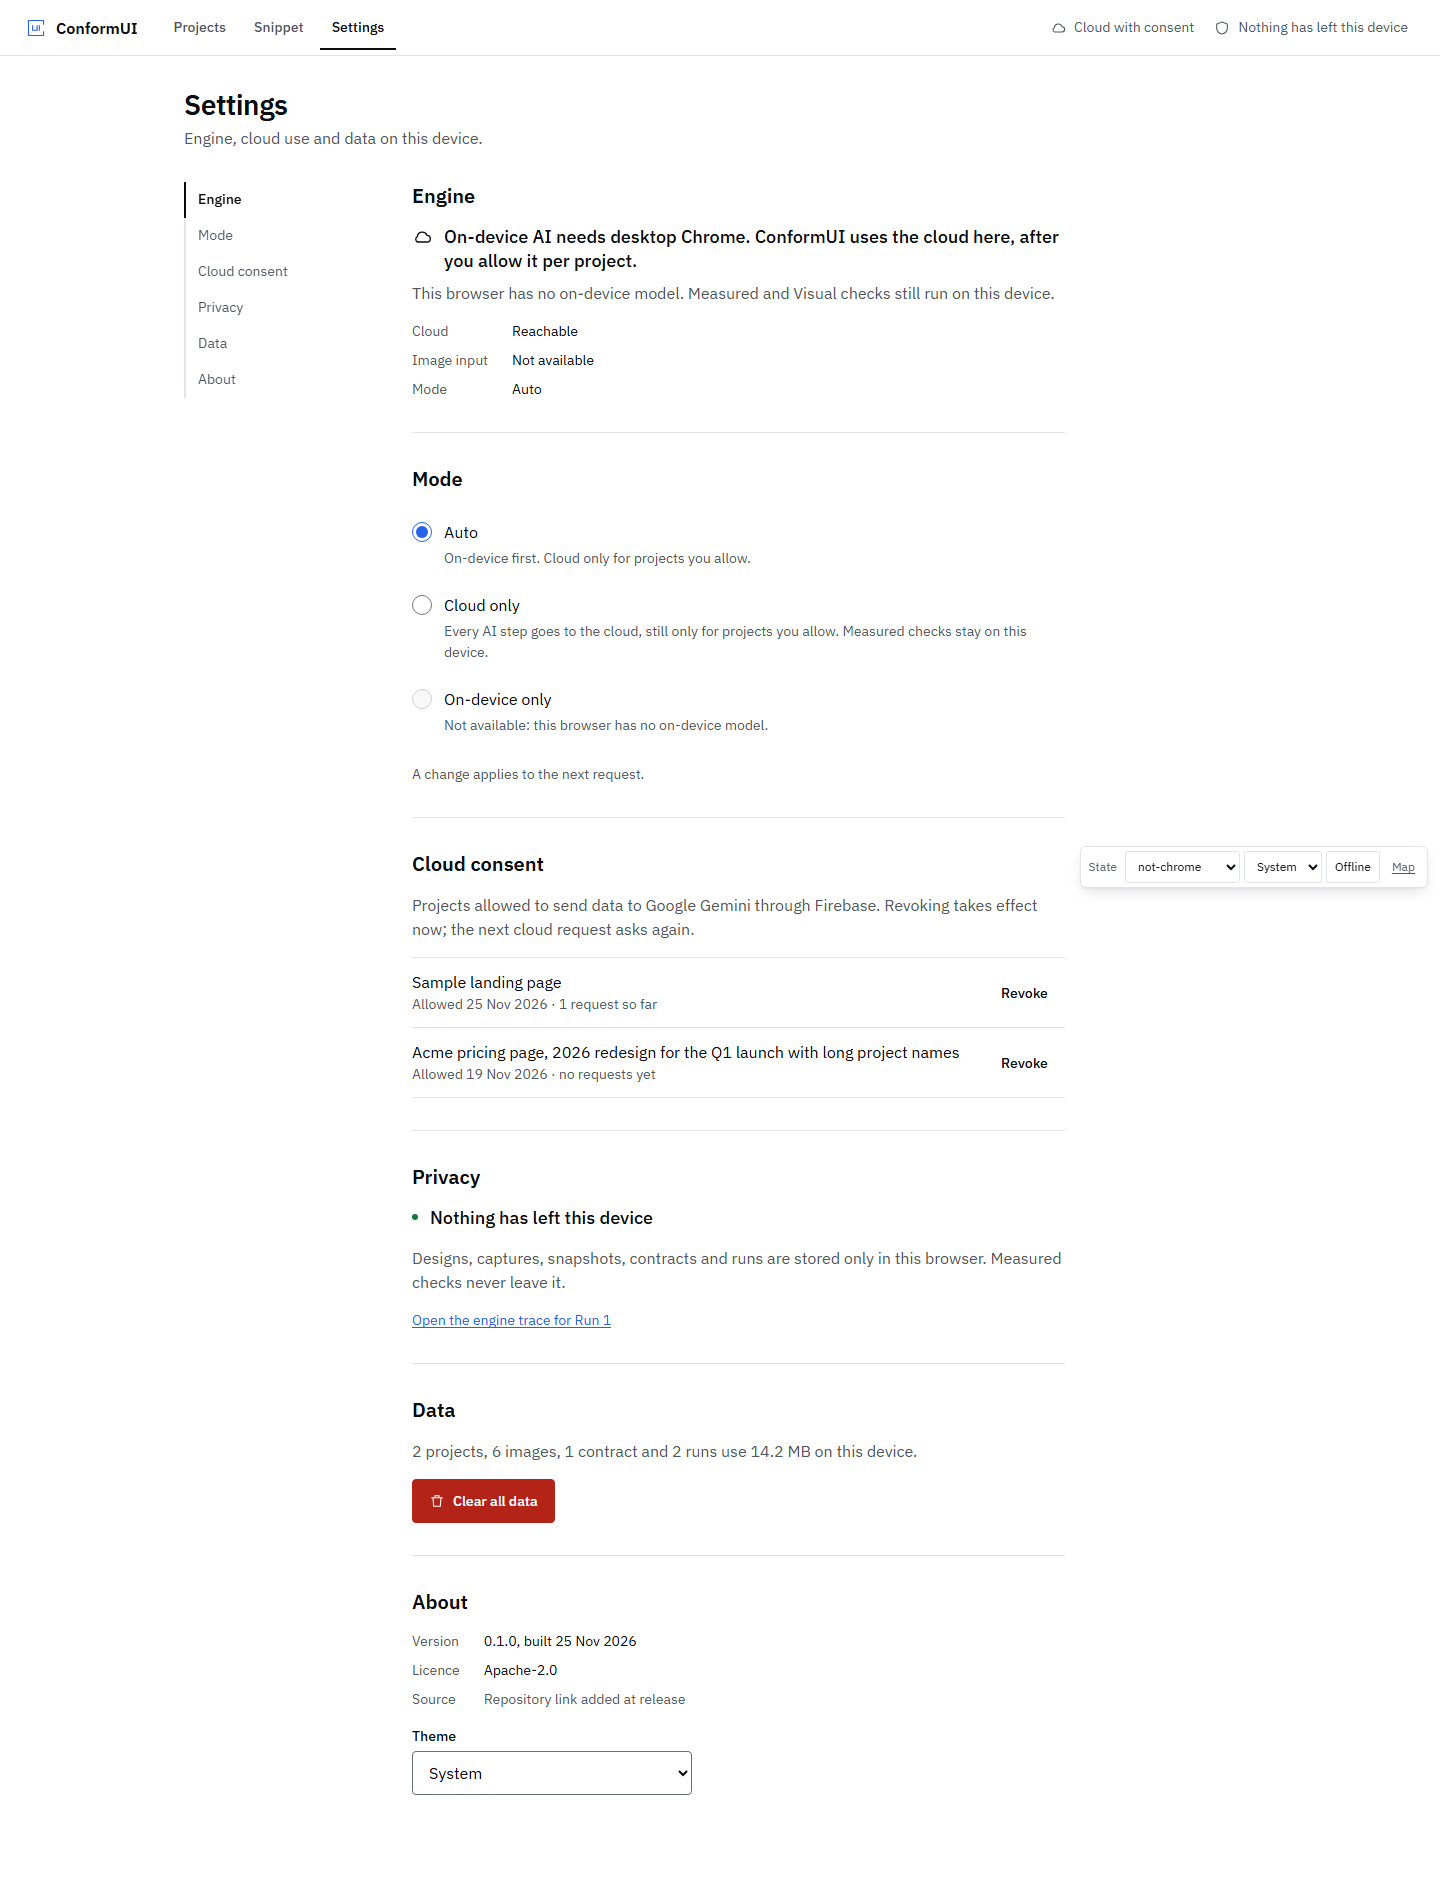 UI ConformUI Projects Snippet Settings Cloud with consent Nothing has left this device
Settings
Engine, cloud use and data on this device.
Engine
Mode
Cloud consent
Privacy
Data
About
Engine
On-device AI needs desktop Chrome. ConformUI uses the cloud here, after
you allow it per project.
This browser has no on-device model. Measured and Visual checks still run on this device.
Cloud Reachable
Image input Not available
Mode Auto
Mode
Auto
On-device first. Cloud only for projects you allow.
Cloud only
Every AI step goes to the cloud, still only for projects you allow. Measured checks stay on this
device.
On-device only
Not available: this browser has no on-device model.
A change applies to the next request.
Cloud consent
State not-chrome System Offline Map
Projects allowed to send data to Google Gemini through Firebase. Revoking takes effect
now; the next cloud request asks again.
Sample landing page
Allowed 25 Nov 2026 · 1 request so far
Revoke
Acme pricing page, 2026 redesign for the Q1 launch with long project names
Allowed 19 Nov 2026 · no requests yet
Revoke
Privacy
Nothing has left this device
Designs, captures, snapshots, contracts and runs are stored only in this browser. Measured
checks never leave it.
Open the engine trace for Run 1
Data
2 projects, 6 images, 1 contract and 2 runs use 14.2 MB on this device.
Clear all data
About
Version 0.1.0, built 25 Nov 2026
Licence Apache-2.0
Source Repository link added at release
Theme
System